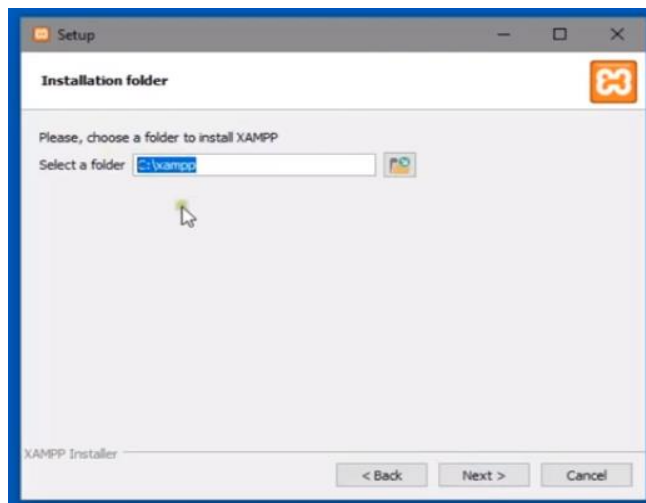 Setup
Installation folder
Please, choose a folder to install XAMPP
Select a folder C:\xampp
XAMPP Installer
< Back Next > Cancel